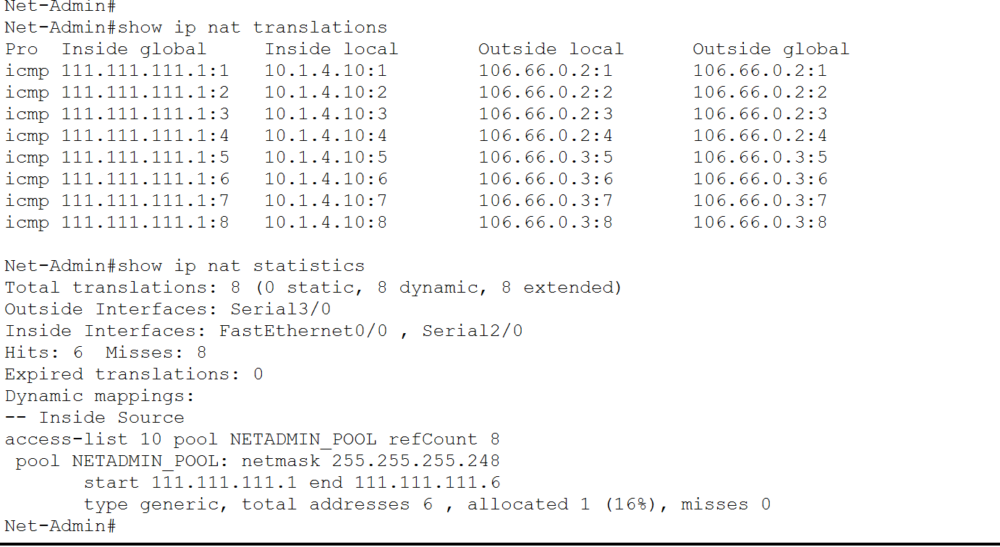 Net-Admin#
Net-Admin#show ip nat translations
Pro  Inside global     Inside local       Outside local      Outside global
icmp 111.111.111.1:1   10.1.4.10:1        106.66.0.2:1       106.66.0.2:1
icmp 111.111.111.1:2   10.1.4.10:2        106.66.0.2:2       106.66.0.2:2
icmp 111.111.111.1:3   10.1.4.10:3        106.66.0.2:3       106.66.0.2:3
icmp 111.111.111.1:4   10.1.4.10:4        106.66.0.2:4       106.66.0.2:4
icmp 111.111.111.1:5   10.1.4.10:5        106.66.0.3:5       106.66.0.3:5
icmp 111.111.111.1:6   10.1.4.10:6        106.66.0.3:6       106.66.0.3:6
icmp 111.111.111.1:7   10.1.4.10:7        106.66.0.3:7       106.66.0.3:7
icmp 111.111.111.1:8   10.1.4.10:8        106.66.0.3:8       106.66.0.3:8
Net-Admin#show ip nat statistics
Total translations: 8 (0 static, 8 dynamic, 8 extended)
Outside Interfaces: Serial3/0
Inside Interfaces: FastEthernet0/0 , Serial2/0
Hits: 6  Misses: 8
Expired translations: 0
Dynamic mappings:
-- Inside Source
access-list 10 pool NETADMIN_POOL refCount 8
 pool NETADMIN_POOL: netmask 255.255.255.248
       start 111.111.111.1 end 111.111.111.6
       type generic, total addresses 6 , allocated 1 (16%), misses 0
Net-Admin#